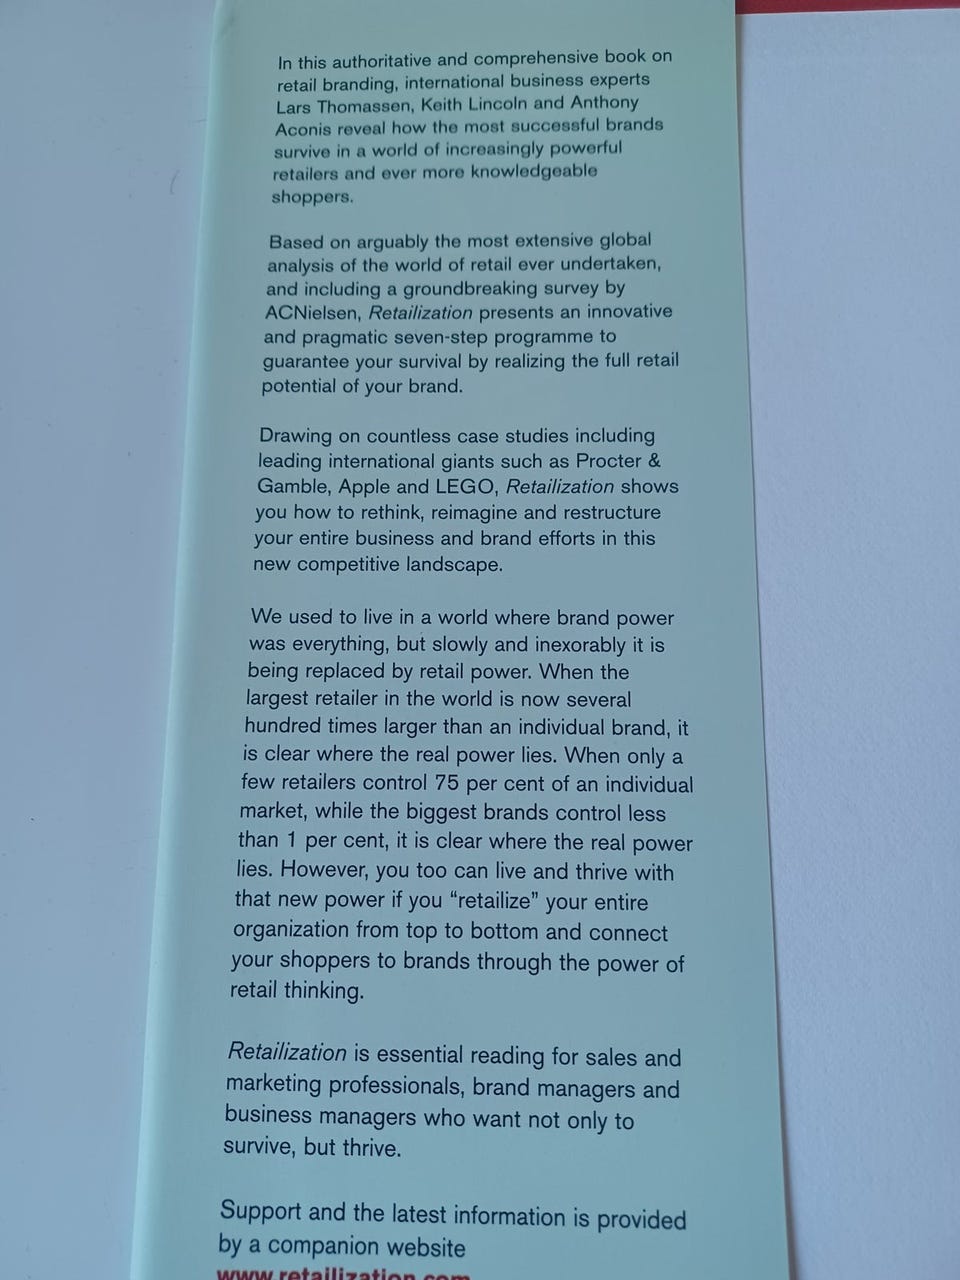 In this authoritative and comprehensive book on
retail branding, international business experts
Lars Thomassen, Keith Lincoln and Anthony
Aconis reveal how the most successful brands
survive in a world of increasingly powerful
retailers and ever more knowledgeable
shoppers.
Based on arguably the most extensive global
analysis of the world of retail ever undertaken,
and including a groundbreaking survey by
ACNielsen, Retailization presents an innovative
and pragmatic seven-step programme to
guarantee your survival by realizing the full retail
potential of your brand.
Drawing on countless case studies including
leading international giants such as Procter &
Gamble, Apple and LEGO, Retailization shows
you how to rethink, reimagine and restructure
your entire business and brand efforts in this
new competitive landscape.
We used to live in a world where brand power
was everything, but slowly and inexorably it is
being replaced by retail power. When the
largest retailer in the world is now several
hundred times larger than an individual brand, it
is clear where the real power lies. When only a
few retailers control 75 per cent of an individual
market, while the biggest brands control less
than 1 per cent, it is clear where the real power
lies. However, you too can live and thrive with
that new power if you “retailize” your entire
organization from top to bottom and connect
your shoppers to brands through the power of
retail thinking.
Retailization is essential reading for sales and
marketing professionals, brand managers and
business managers who want not only to
survive, but thrive.
Support and the latest information is provided
by a companion website
www.retailization.com